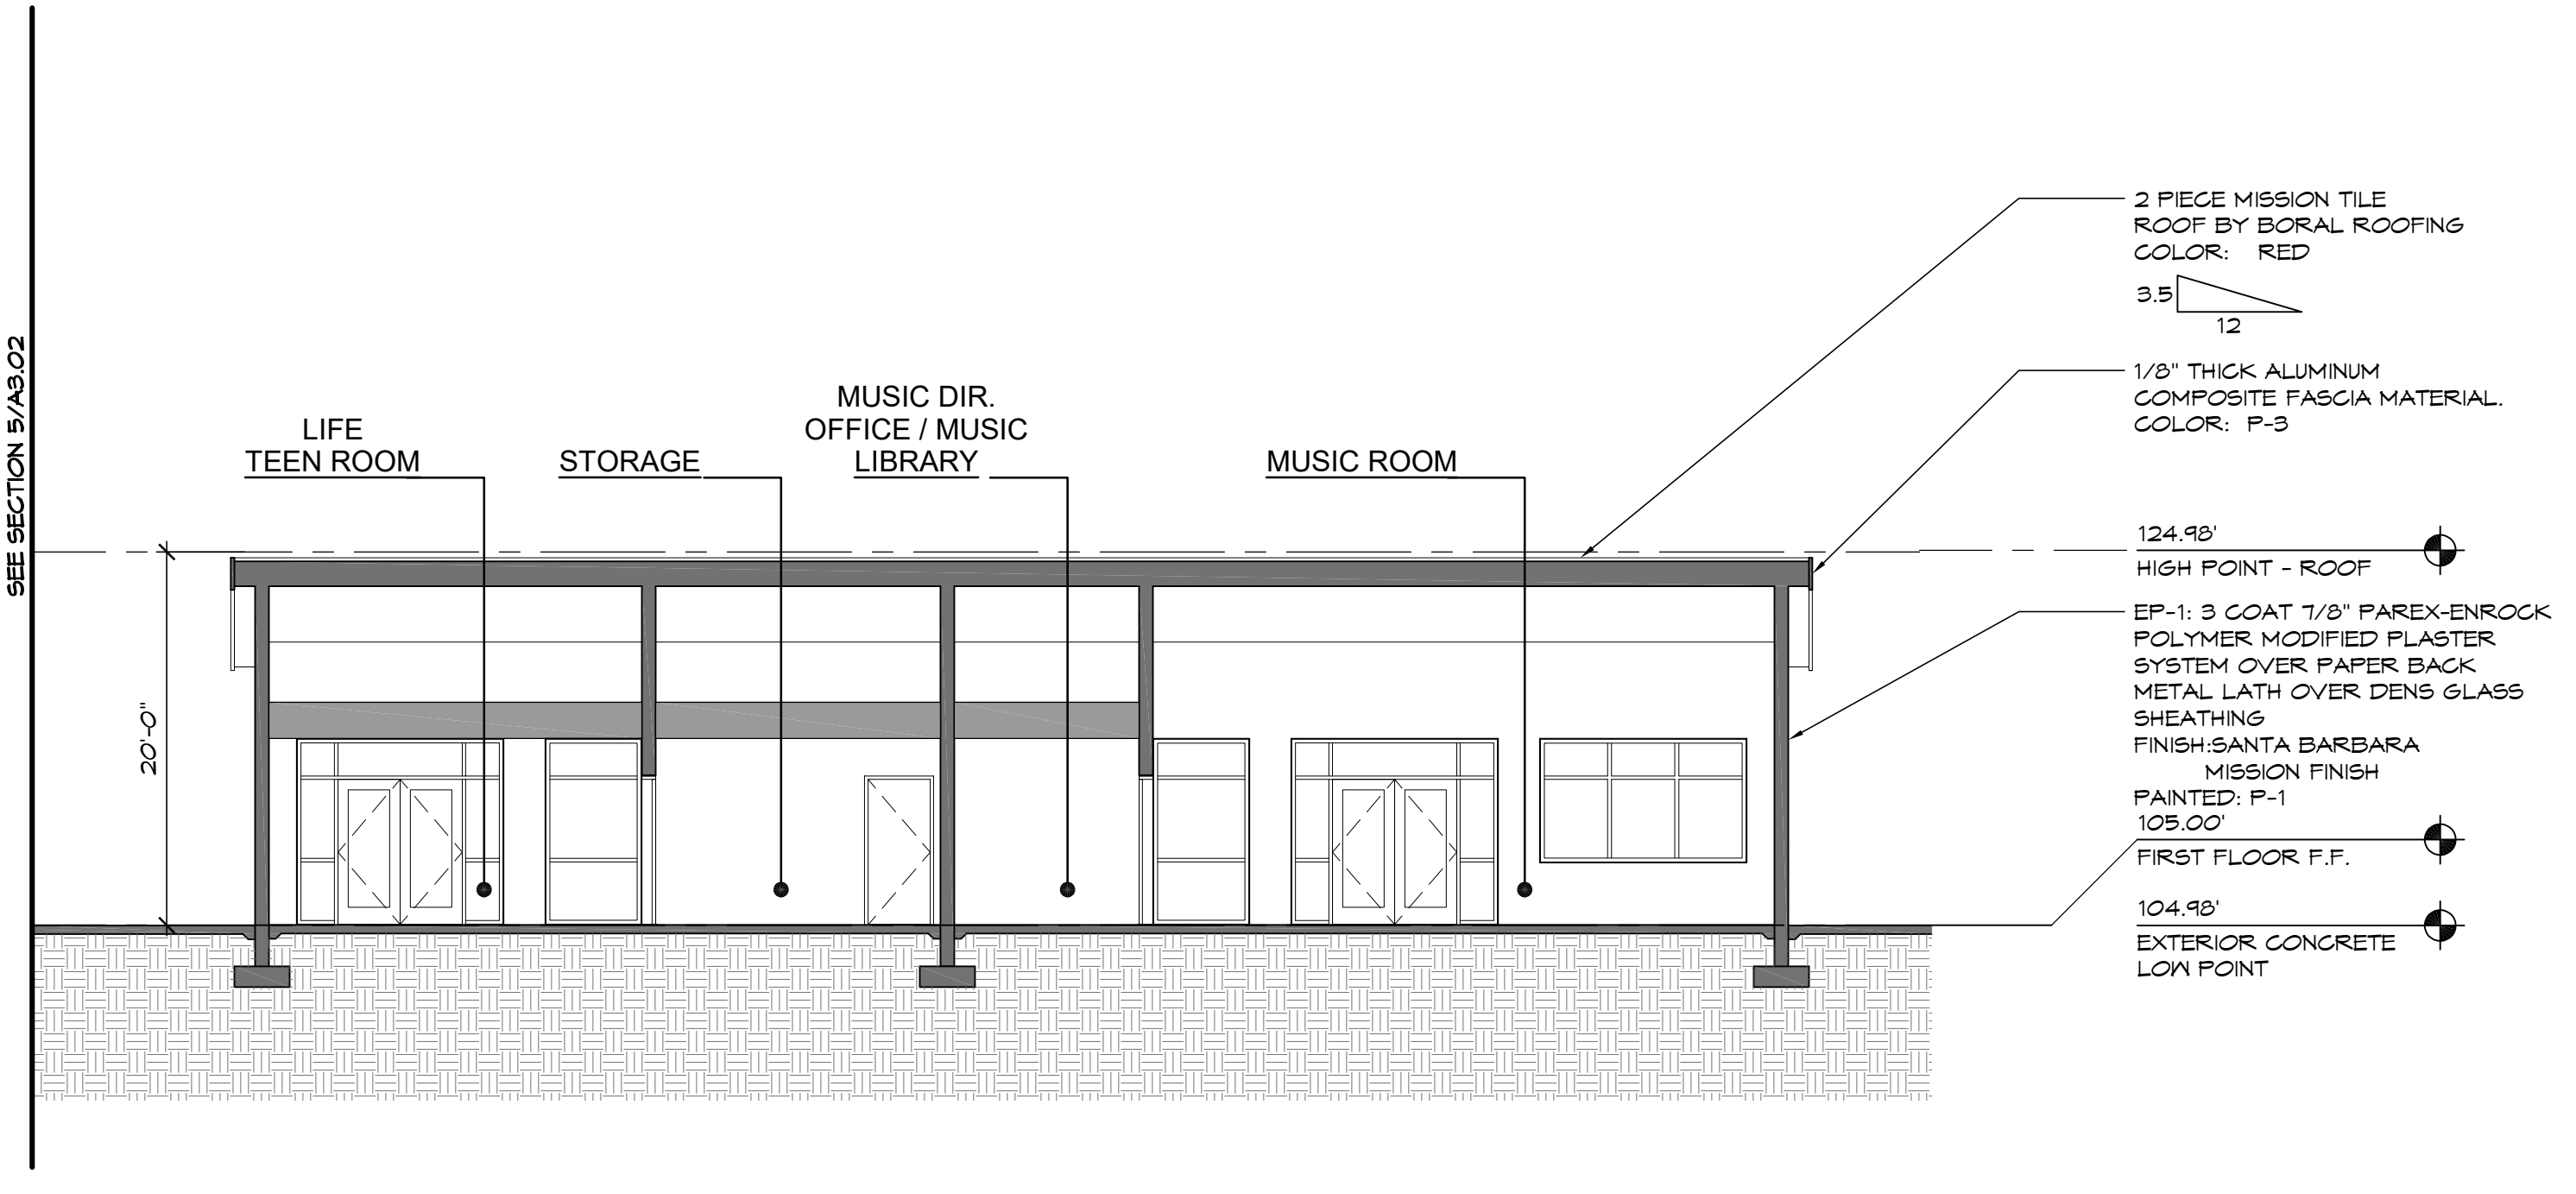 SEE SECTION 5/A3.02
LIFE
TEEN ROOM
STORAGE
MUSIC DIR.
OFFICE / MUSIC
LIBRARY
MUSIC ROOM
20'-0"
2 PIECE MISSION TILE
ROOF BY BORAL ROOFING
COLOR: RED
3.5
12
1/8" THICK ALUMINUM
COMPOSITE FASCIA MATERIAL.
COLOR: P-3
124.98'
HIGH POINT - ROOF
EP-1: 3 COAT 7/8" PAREX-ENROCK
POLYMER MODIFIED PLASTER
SYSTEM OVER PAPER BACK
METAL LATH OVER DENS GLASS
SHEATHING
FINISH:SANTA BARBARA
MISSION FINISH
PAINTED: P-1
105.00'
FIRST FLOOR F.F.
104.98'
EXTERIOR CONCRETE
LOW POINT